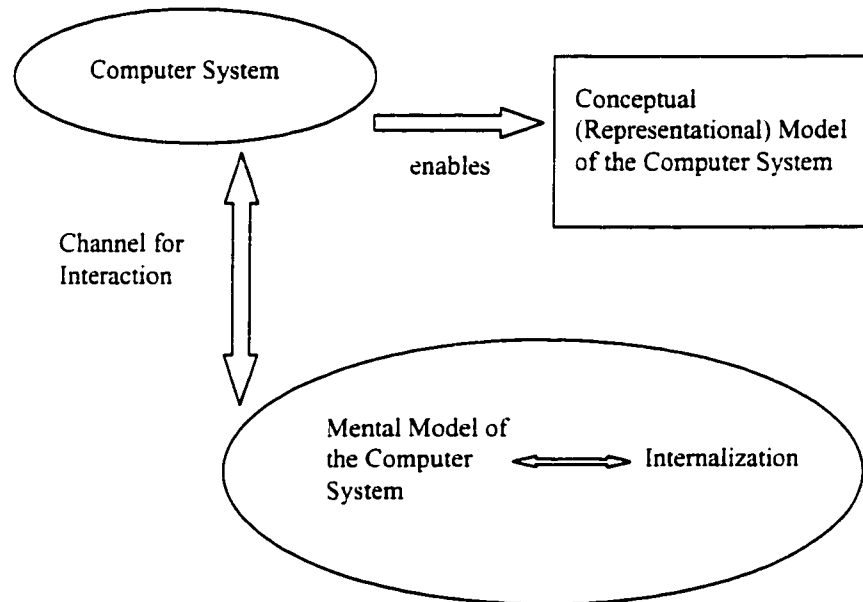 Computer System
Conceptual
(Representational) Model
of the Computer System
enables
Channel for
Interaction
Mental Model of
the Computer
System
Internalization